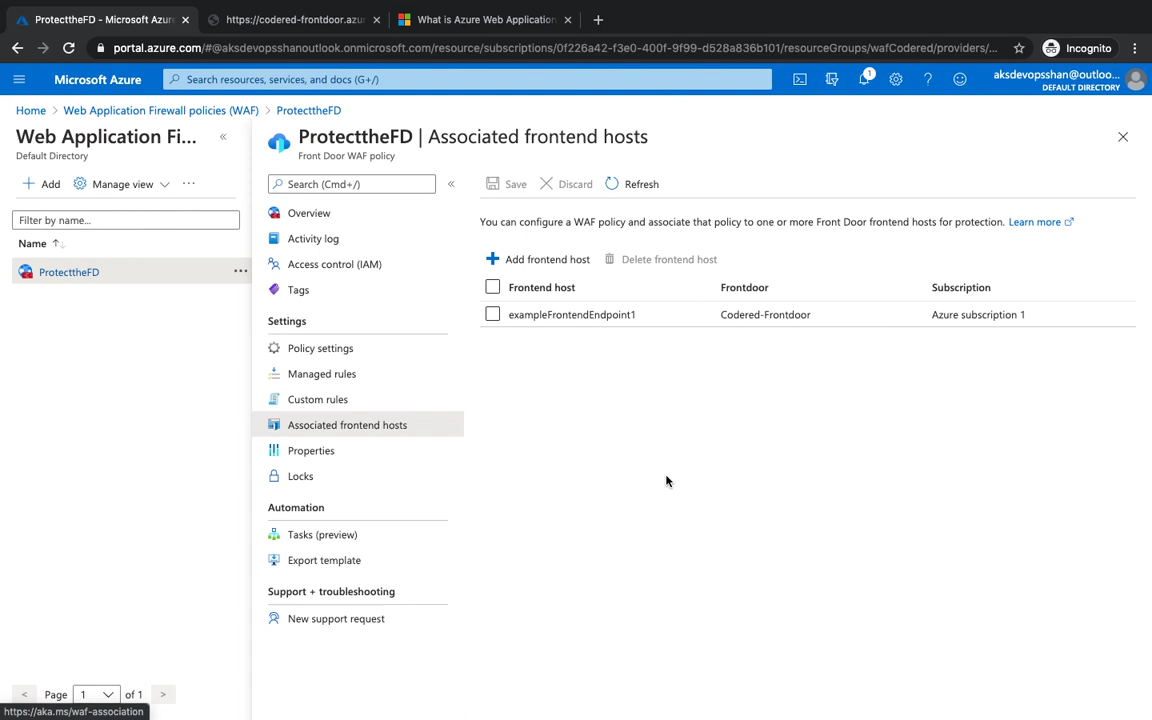 ProtecttheFD - Microsoft Azure
https://codered-frontdoor.azur
What is Azure Web Application
portal.azure.com/#@aksdevopsshanoutlook.onmicrosoft.com/resource/subscriptions/0f226a42-f3e0-400f-9f99-d528a836b101/resourceGroups/wafCodered/providers/...
Incognito
Microsoft Azure
Search resources, services, and docs (G+/)
1
aksdevopsshan@outloo...
DEFAULT DIRECTORY
Home > Web Application Firewall policies (WAF) > ProtecttheFD
Web Application Fi...
Default Directory
Add
Manage view
Filter by name...
Name
ProtecttheFD
Page 1 of 1
https://aka.ms/waf-association
ProtecttheFD | Associated frontend hosts
Front Door WAF policy
Search (Cmd+/)
Overview
Activity log
Access control (IAM)
Tags
Settings
Policy settings
Managed rules
Custom rules
Associated frontend hosts
Properties
Locks
Automation
Tasks (preview)
Export template
Support + troubleshooting
New support request
Save
Discard
Refresh
You can configure a WAF policy and associate that policy to one or more Front Door frontend hosts for protection. Learn more
Add frontend host
Delete frontend host
Frontend host Frontdoor Subscription
exampleFrontendEndpoint1 Codered-Frontdoor Azure subscription 1